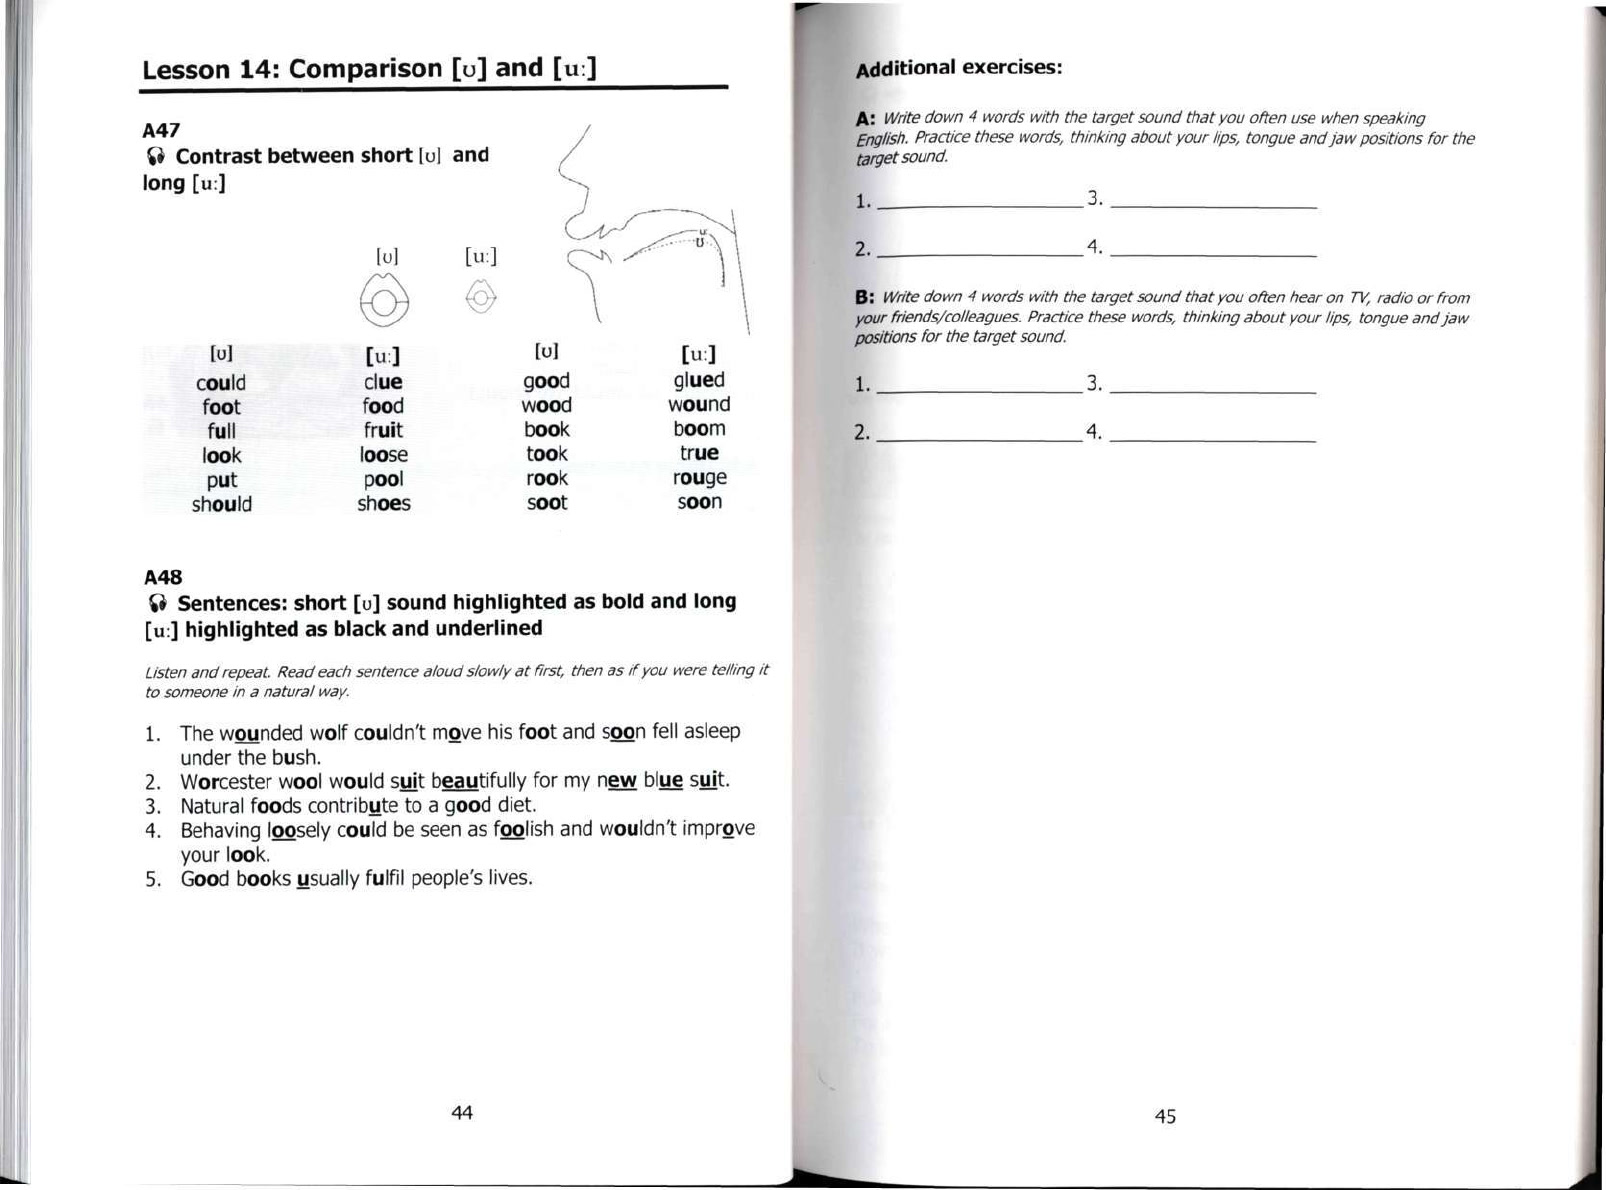 Lesson 14: Comparison [ʊ] and [uː]
A47
Contrast between short [ʊ] and
long [uː]
[ʊ] [uː]
u
ʊ
[ʊ] [uː] [ʊ] [uː]
could clue good glued
foot food wood wound
full fruit book boom
look loose took true
put pool rook rouge
should shoes soot soon
A48
Sentences: short [ʊ] sound highlighted as bold and long
[uː] highlighted as black and underlined
Listen and repeat. Read each sentence aloud slowly at first, then as if you were telling it
to someone in a natural way.
1. The wounded wolf couldn't move his foot and soon fell asleep
under the bush.
2. Worcester wool would suit beautifully for my new blue suit.
3. Natural foods contribute to a good diet.
4. Behaving loosely could be seen as foolish and wouldn't improve
your look.
5. Good books usually fulfil people's lives.
44
Additional exercises:
A: Write down 4 words with the target sound that you often use when speaking
English. Practice these words, thinking about your lips, tongue and jaw positions for the
target sound.
1. 3.
2. 4.
B: Write down 4 words with the target sound that you often hear on TV, radio or from
your friends/colleagues. Practice these words, thinking about your lips, tongue and jaw
positions for the target sound.
1. 3.
2. 4.
45